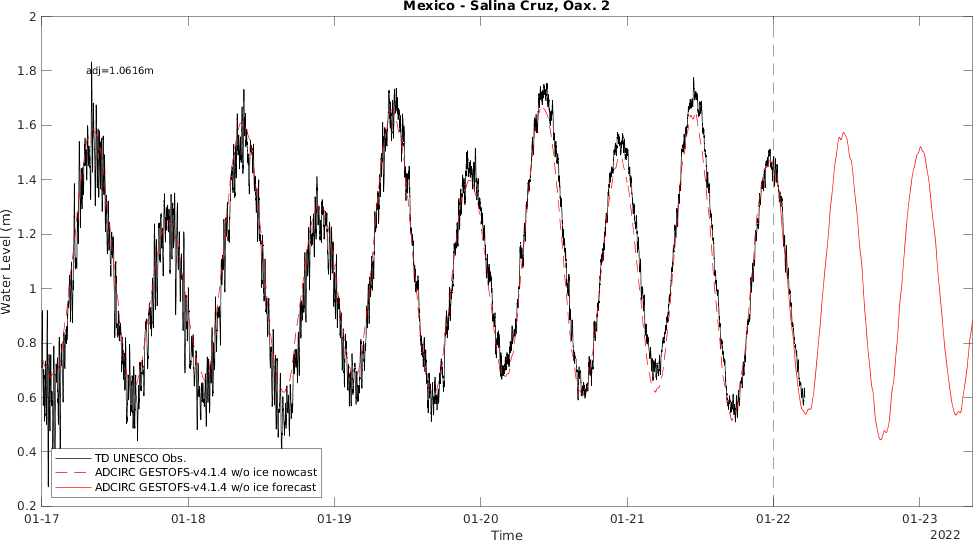 Mexico - Salina Cruz, Oax. 2
2
1.8
1.6
1.4
1.2
1
0.8
0.6
0.4
0.2
Water Level (m)
adj=1.0616m
TD UNESCO Obs.
ADCIRC GESTOFS-v4.1.4 w/o ice nowcast
ADCIRC GESTOFS-v4.1.4 w/o ice forecast
01-17 01-18 01-19 01-20 01-21 01-22 01-23
Time
2022